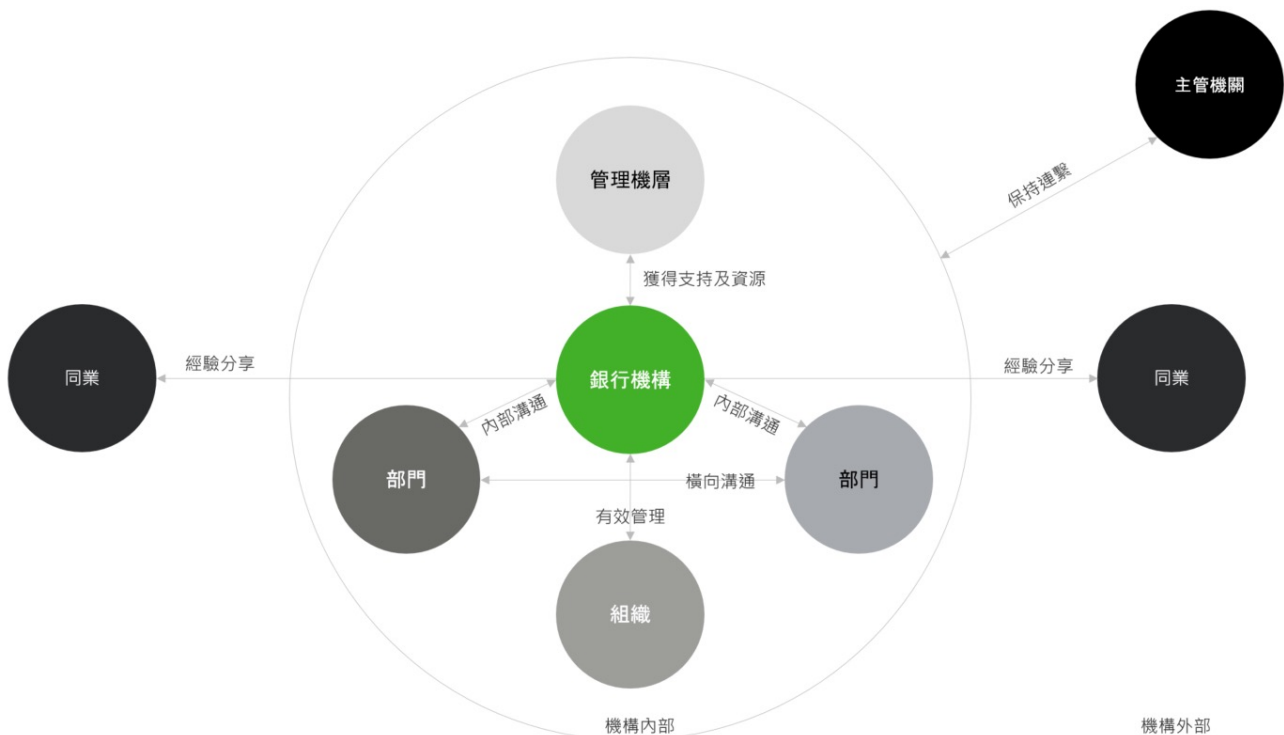 主管機關
管理機層
保持連繫
獲得支持及資源
同業
經驗分享
銀行機構
經驗分享
同業
內部溝通
內部溝通
部門
橫向溝通
部門
有效管理
組織
機構內部
機構外部